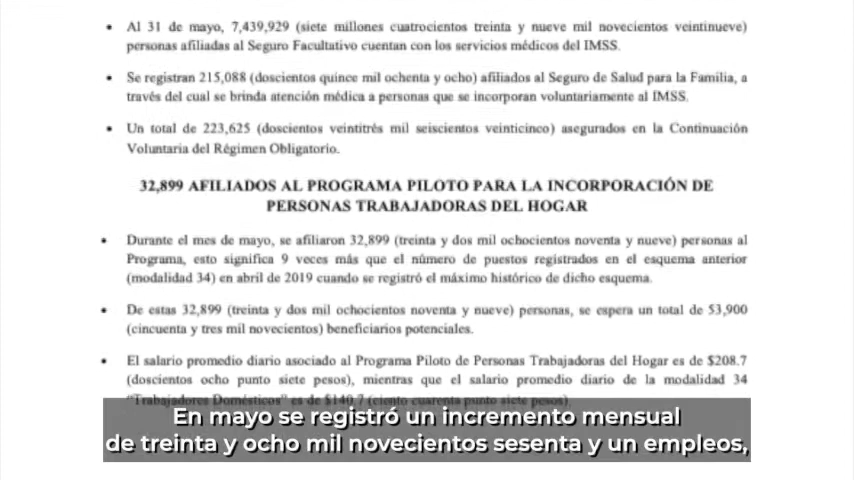 • Al 31 de mayo, 7,439,929 (siete millones cuatrocientos treinta y nueve mil novecientos veintinueve)
personas afiliadas al Seguro Facultativo cuentan con los servicios médicos del IMSS.
• Se registran 215,088 (doscientos quince mil ochenta y ocho) afiliados al Seguro de Salud para la Familia, a
través del cual se brinda atención médica a personas que se incorporan voluntariamente al IMSS.
• Un total de 223,625 (doscientos veintitrés mil seiscientos veinticinco) asegurados en la Continuación
Voluntaria del Régimen Obligatorio.
32,899 AFILIADOS AL PROGRAMA PILOTO PARA LA INCORPORACIÓN DE
PERSONAS TRABAJADORAS DEL HOGAR
• Durante el mes de mayo, se afiliaron 32,899 (treinta y dos mil ochocientos noventa y nueve) personas al
Programa, esto significa 9 veces más que el número de puestos registrados en el esquema anterior
(modalidad 34) en abril de 2019 cuando se registró el máximo histórico de dicho esquema.
• De estas 32,899 (treinta y dos mil ochocientos noventa y nueve) personas, se espera un total de 53,900
(cincuenta y tres mil novecientos) beneficiarios potenciales.
• El salario promedio diario asociado al Programa Piloto de Personas Trabajadoras del Hogar es de $208.7
(doscientos ocho punto siete pesos), mientras que el salario promedio diario de la modalidad 34
"Trabajadores Domésticos" es de $140.7 (ciento cuarenta punto siete pesos).
En mayo se registró un incremento mensual
de treinta y ocho mil novecientos sesenta y un empleos,